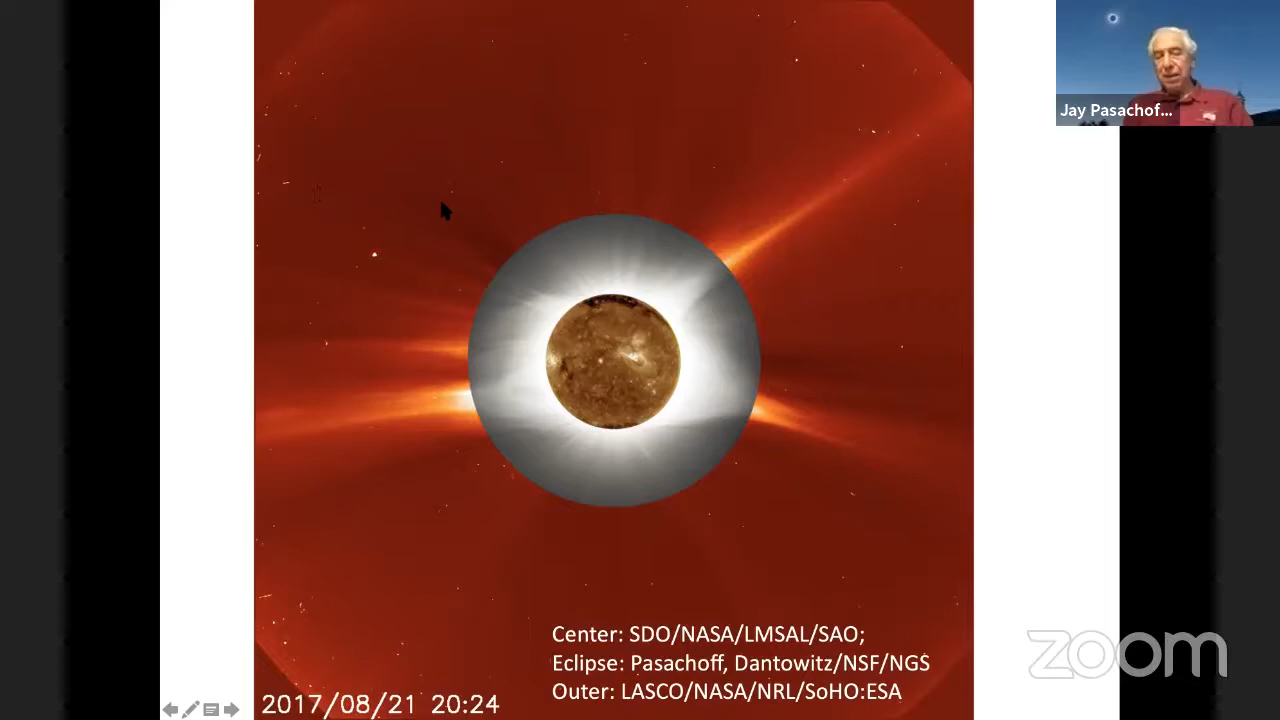 Jay Pasachof...
Center: SDO/NASA/LMSAL/SAO;
Eclipse: Pasachoff, Dantowitz/NSF/NGS
Outer: LASCO/NASA/NRL/SoHO:ESA
2017/08/21 20:24
zoom